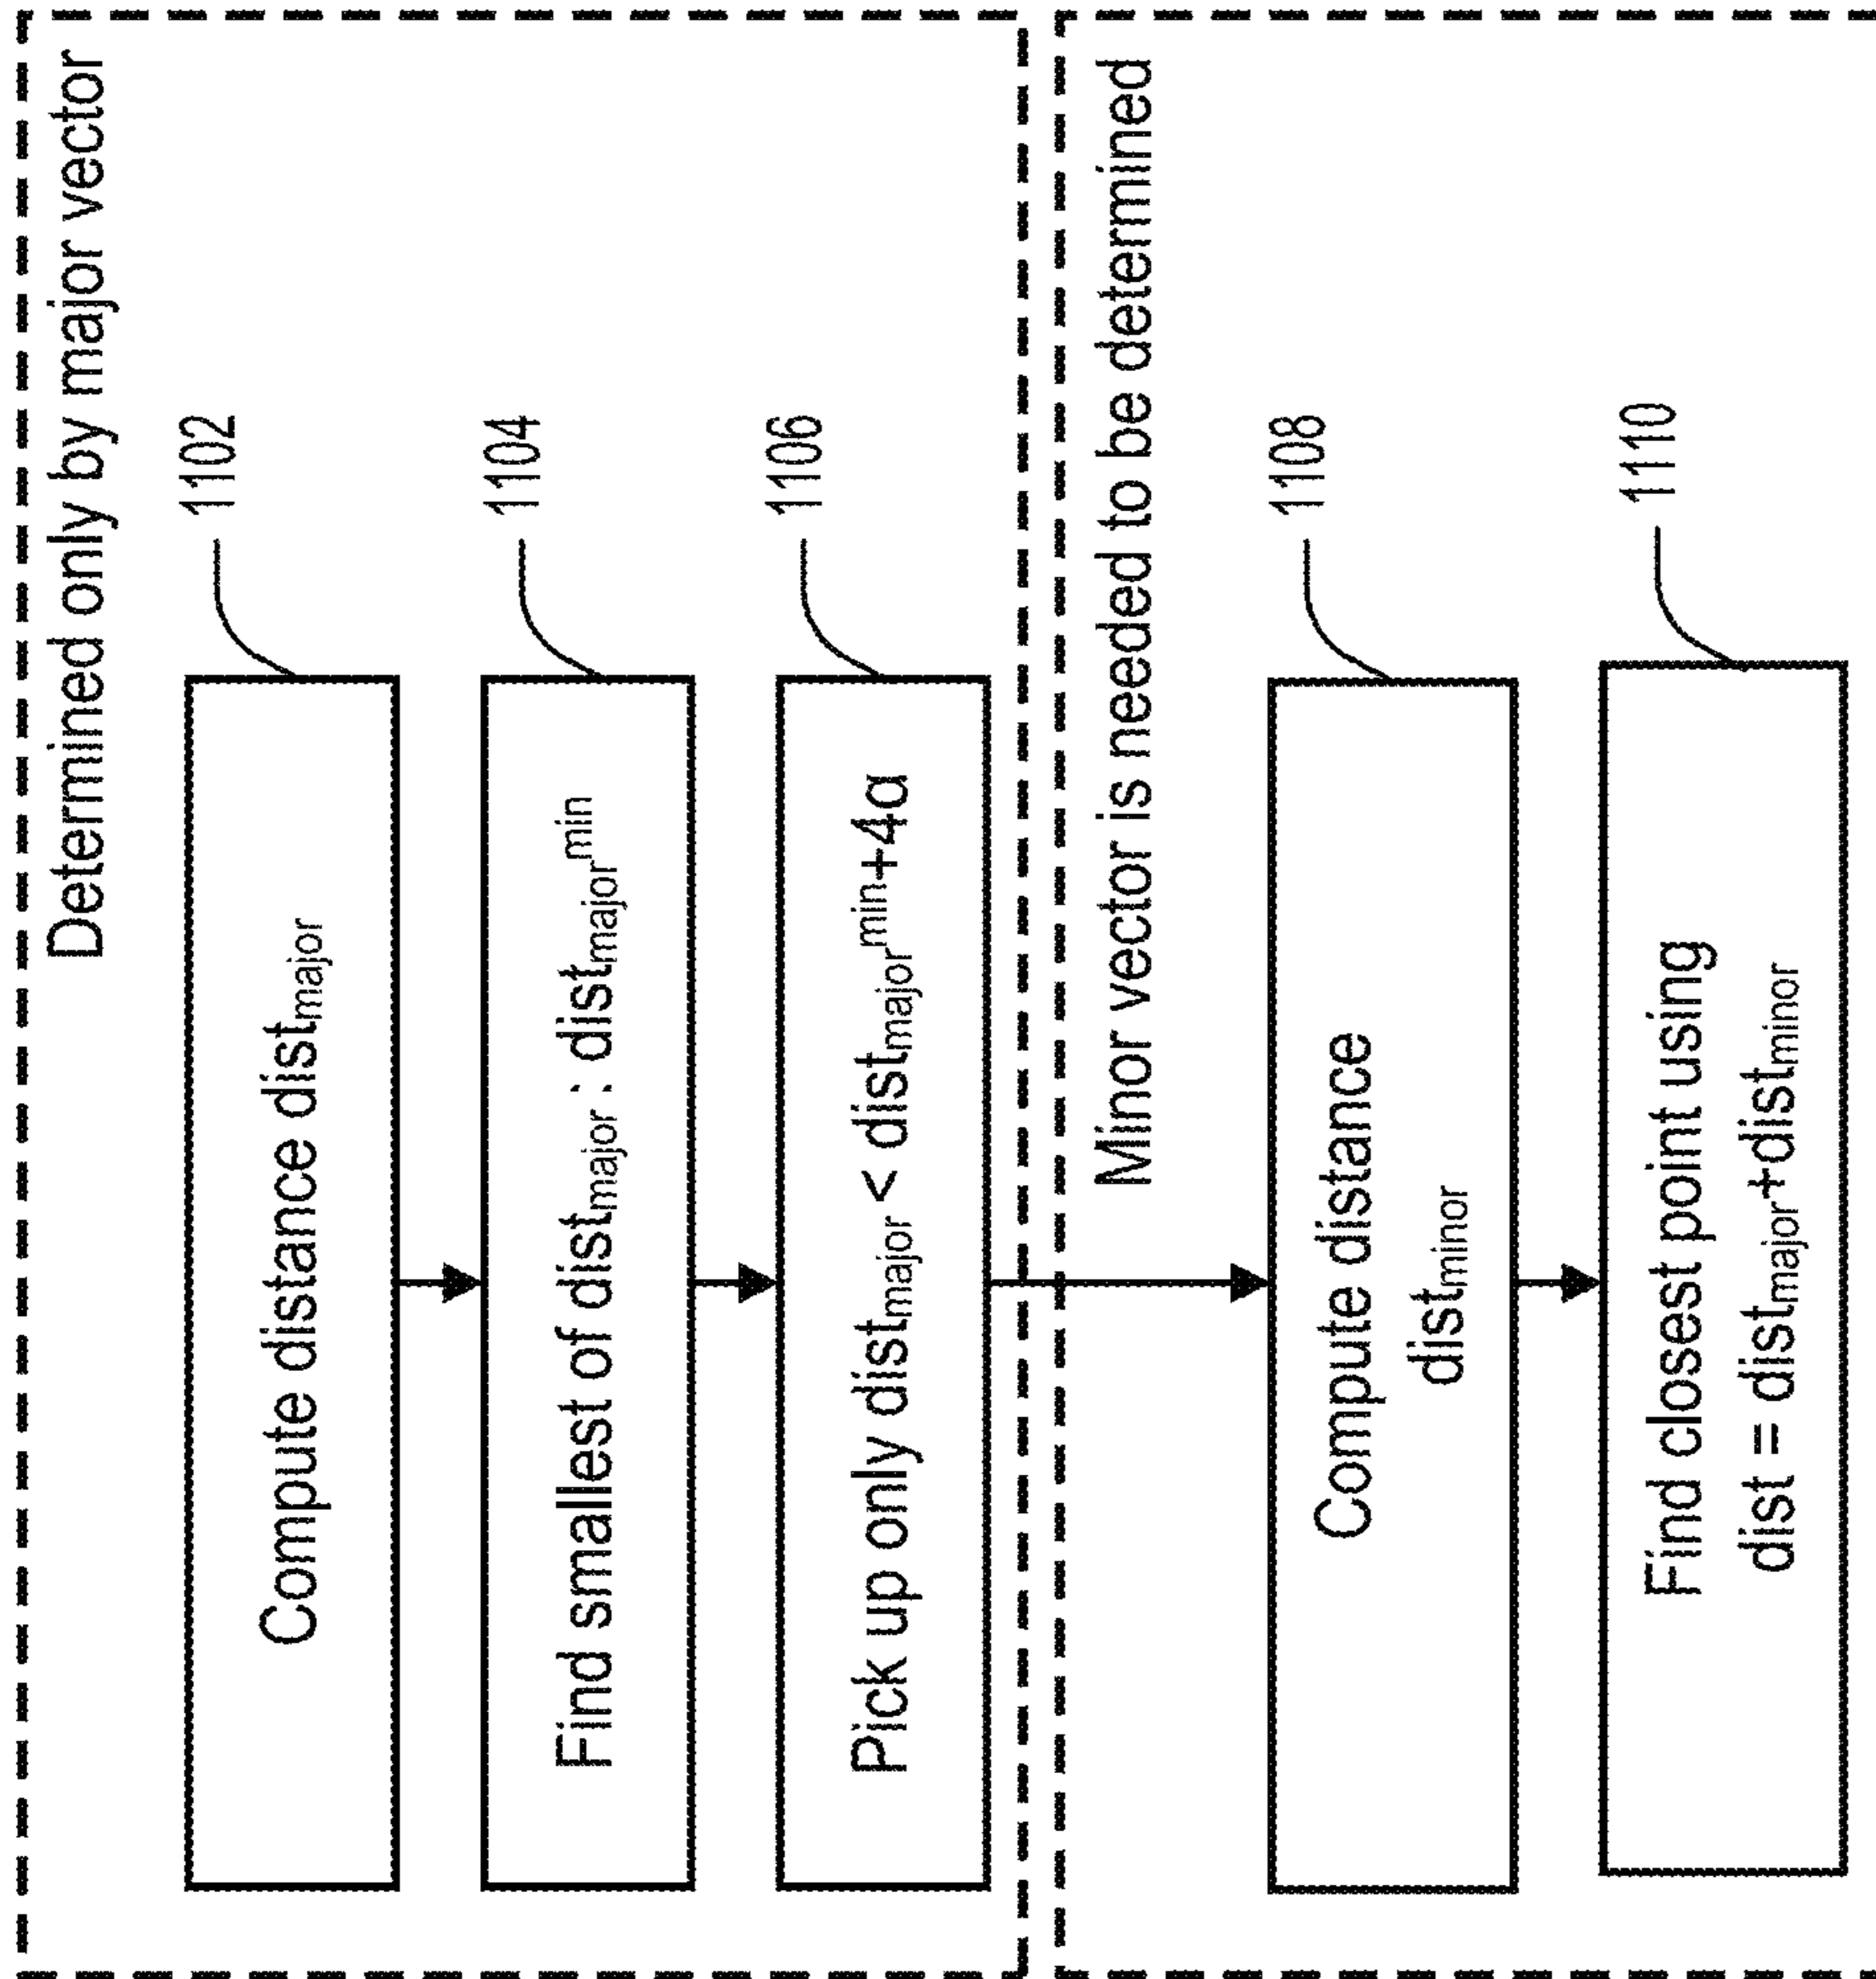 Determined only by major vector
1102
Compute distance dist_major
1104
Find smallest of dist_major : dist_major^min
1106
Pick up only dist_major < dist_major^min+4α
Minor vector is needed to be determined
1108
Compute distance
dist_minor
1110
Find closest point using
dist = dist_major+dist_minor